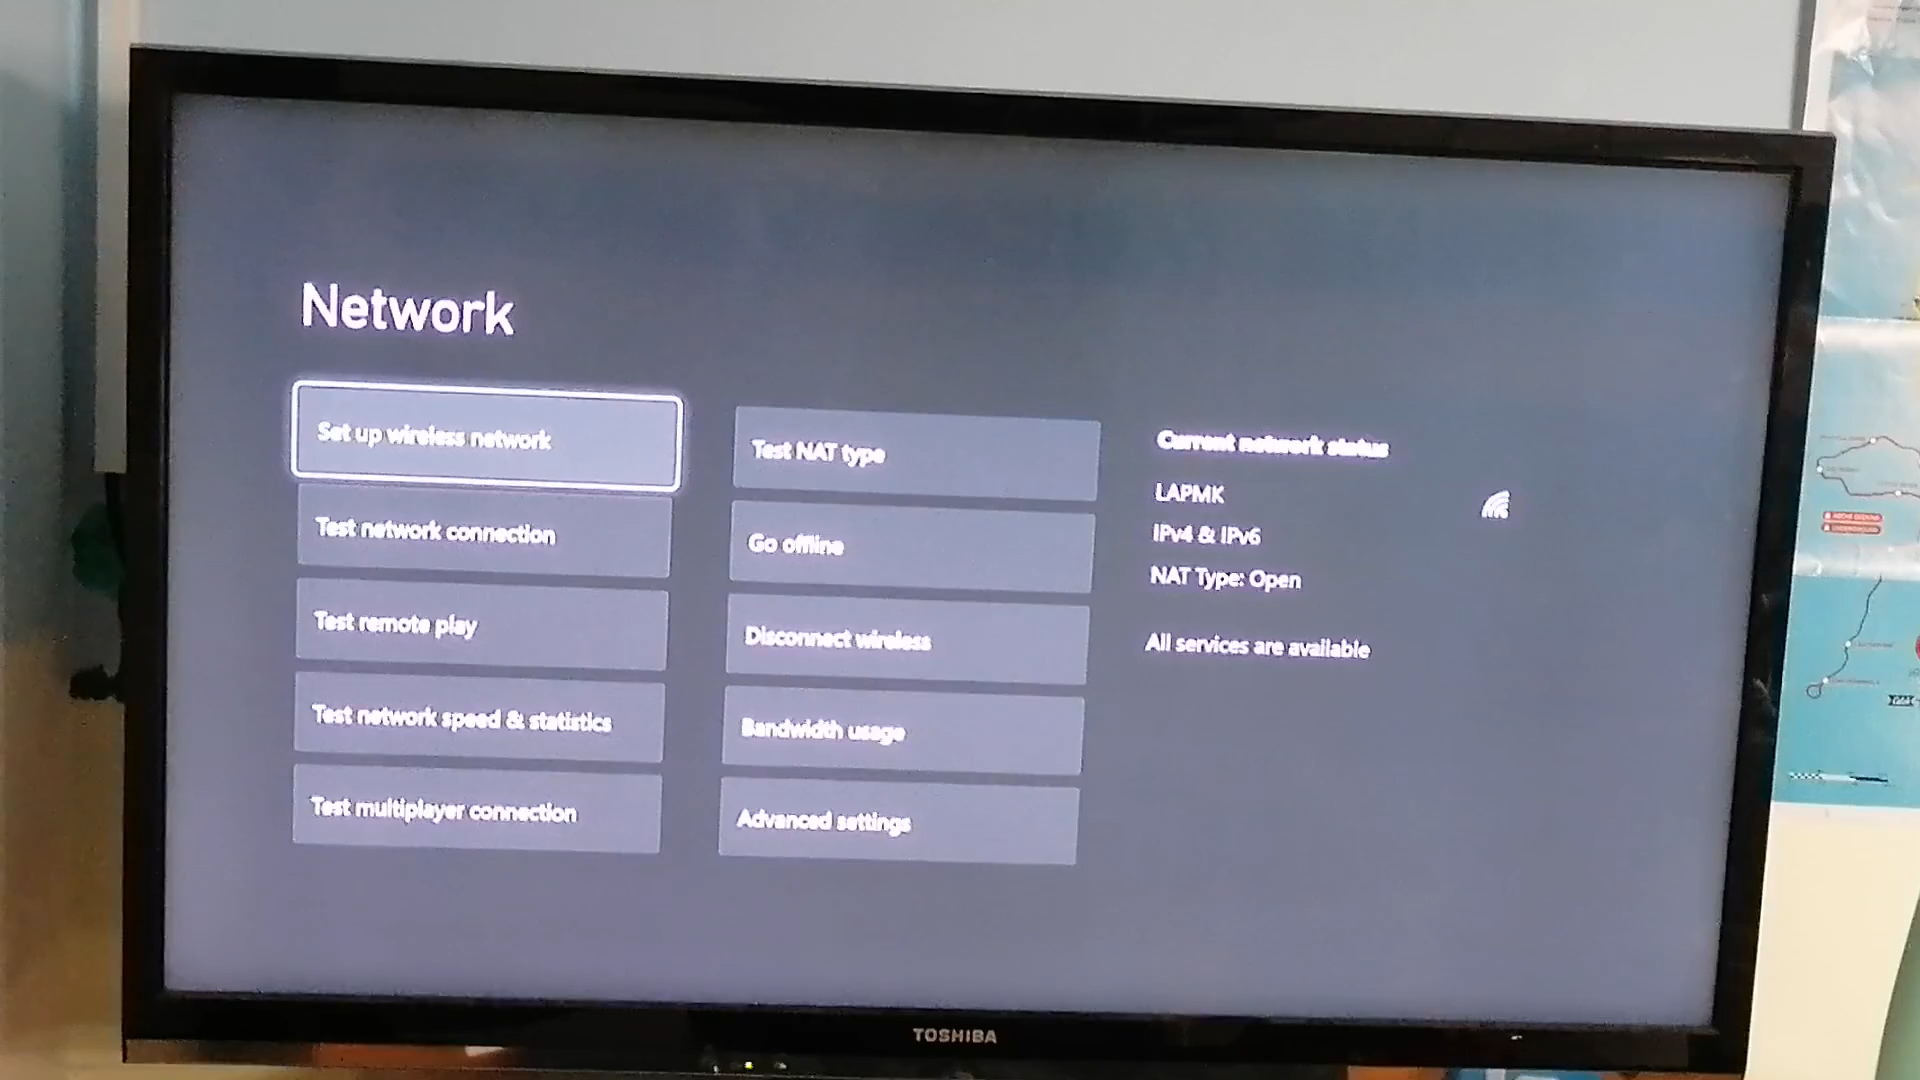 Network
Set up wireless network
Test network connection
Test remote play
Test network speed & statistics
Test multiplayer connection
Test NAT type
Go offline
Disconnect wireless
Bandwidth usage
Advanced settings
Current network status
LAPMK
IPv4 & IPv6
NAT Type: Open
All services are available
TOSHIBA